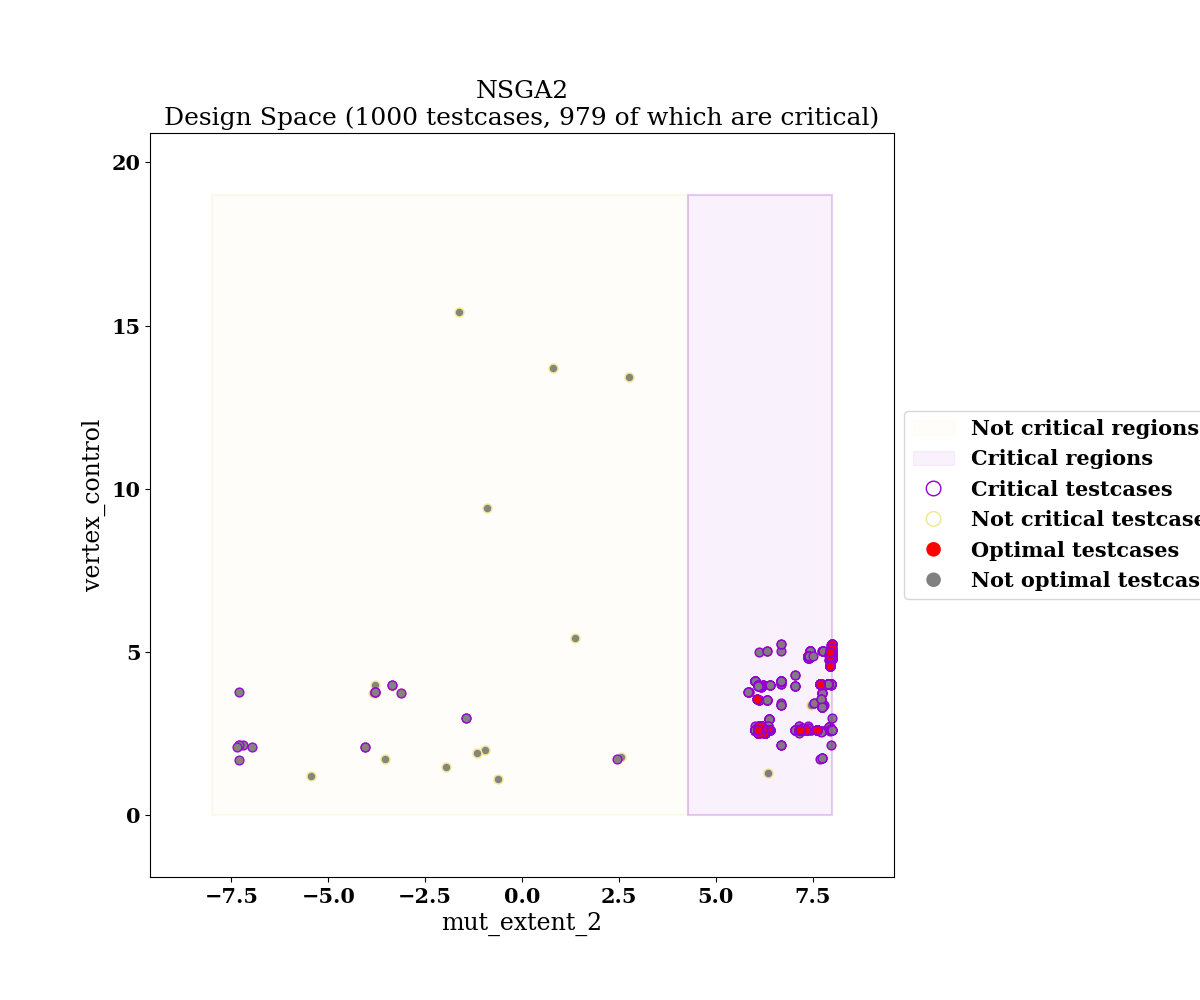 NSGA2
Design Space (1000 testcases, 979 of which are critical)
20
15
10
5
0
vertex_control
−7.5
−5.0
−2.5
0.0
2.5
5.0
7.5
mut_extent_2
Not critical regions
Critical regions
Critical testcases
Not critical testcase
Optimal testcases
Not optimal testcas